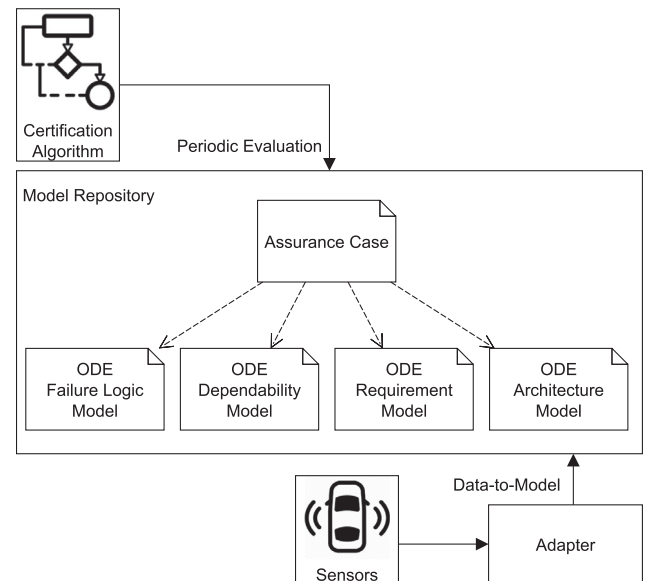 Certification
Algorithm
Periodic Evaluation
Model Repository
Assurance Case
ODE
Failure Logic
Model
ODE
Dependability
Model
ODE
Requirement
Model
ODE
Architecture
Model
Data-to-Model
Sensors
Adapter